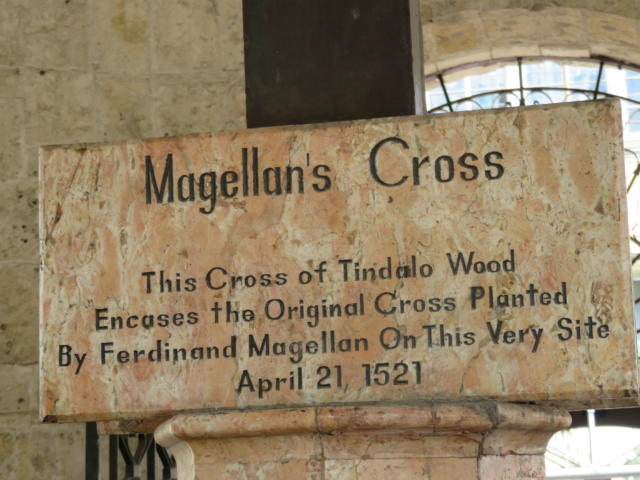 Magellan's Cross
This Cross of Tindalo Wood
Encases the Original Cross Planted
By Ferdinand Magellan On This Very Site
April 21, 1521